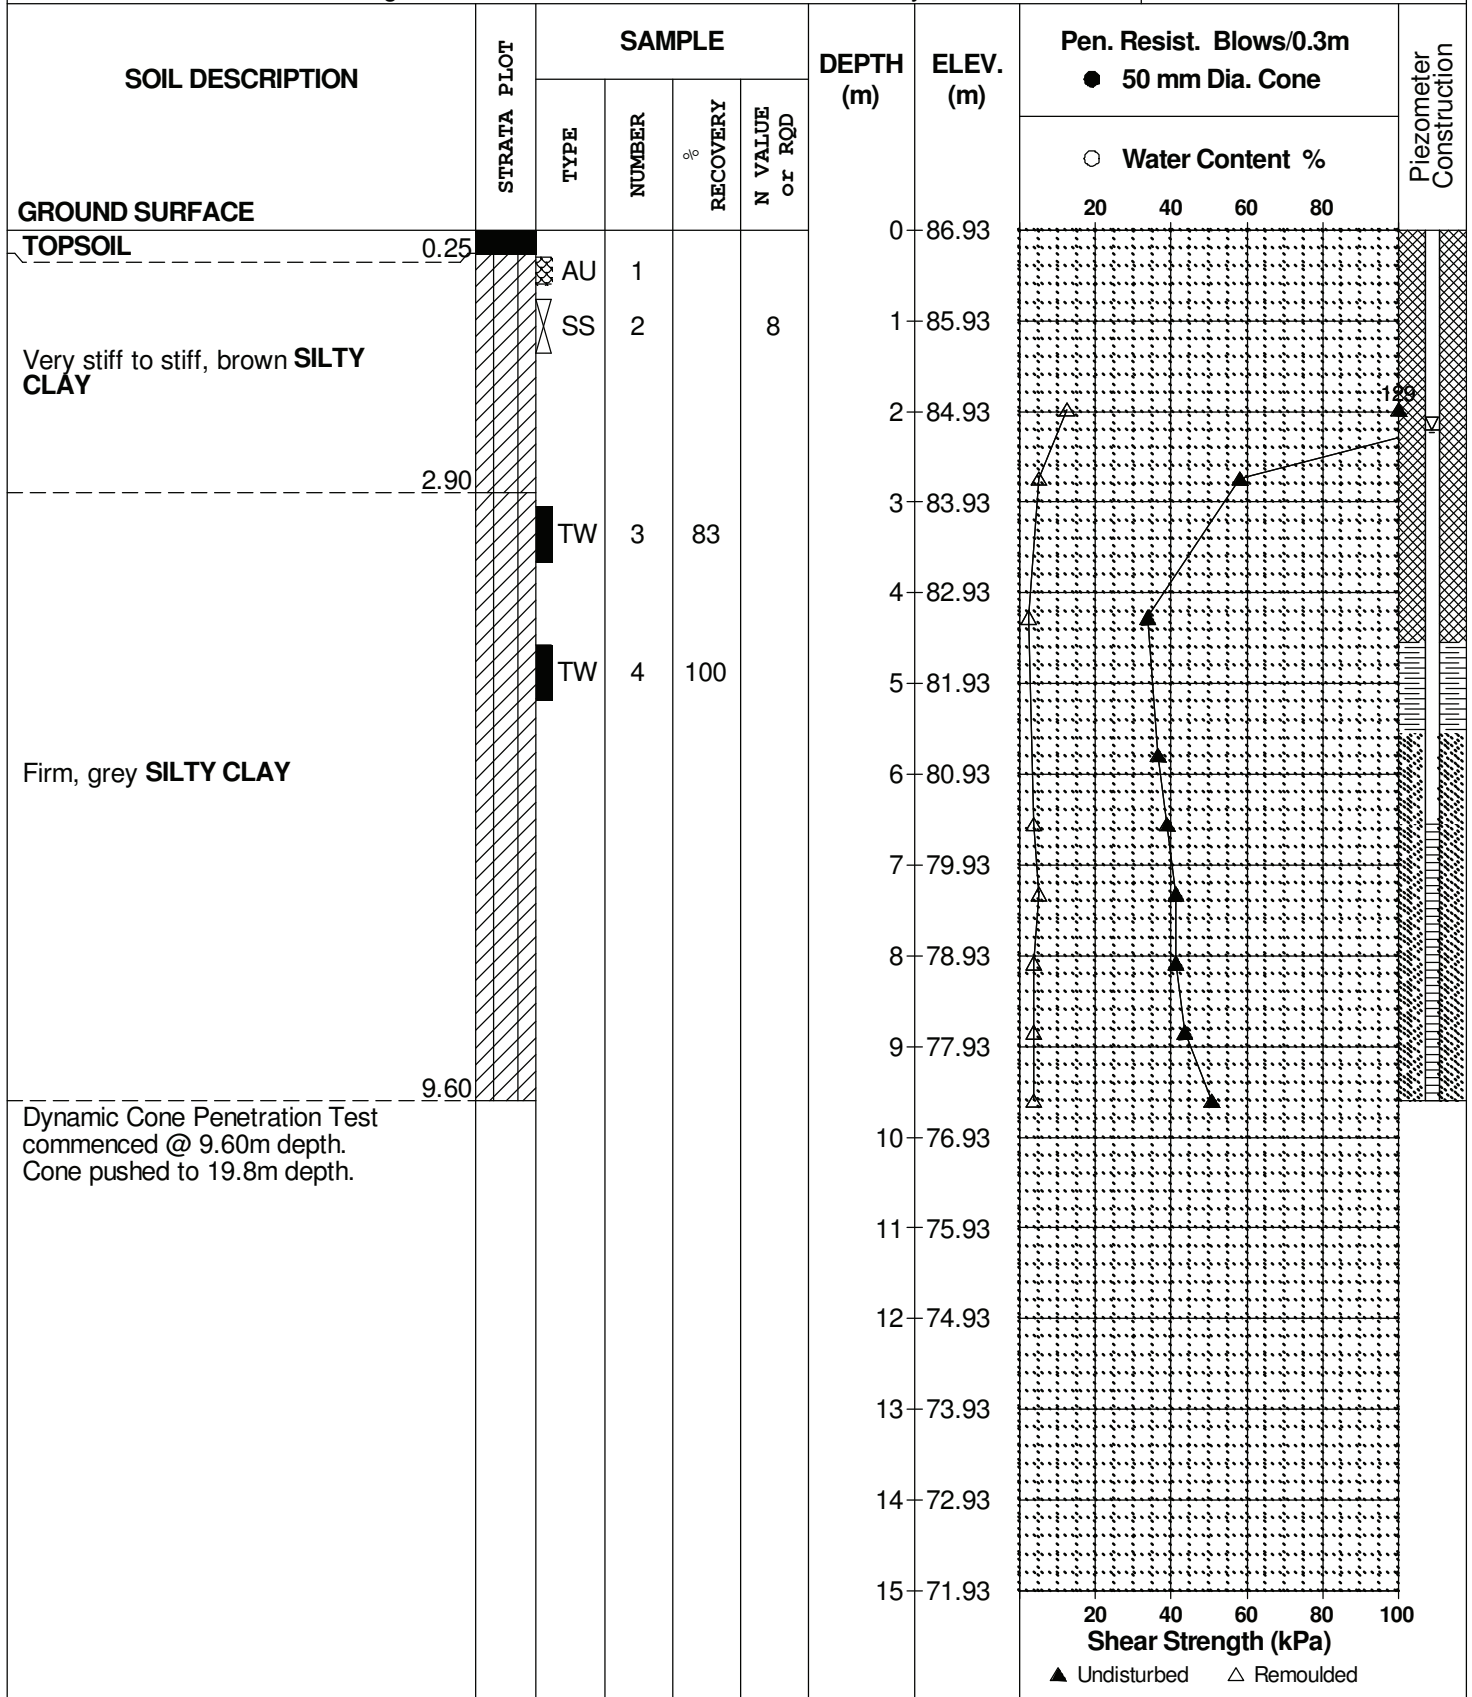 SOIL DESCRIPTION
STRATA PLOT
SAMPLE
TYPE
NUMBER
% RECOVERY
N VALUE or RQD
DEPTH (m)
ELEV. (m)
Pen. Resist. Blows/0.3m
● 50 mm Dia. Cone
○ Water Content %
Piezometer Construction
GROUND SURFACE
20 40 60 80
0 86.93
TOPSOIL 0.25
AU 1
SS 2 8
1 85.93
Very stiff to stiff, brown SILTY
CLAY
129
2 84.93
2.90
3 83.93
TW 3 83
4 82.93
TW 4 100
5 81.93
Firm, grey SILTY CLAY
6 80.93
7 79.93
8 78.93
9 77.93
9.60
Dynamic Cone Penetration Test
commenced @ 9.60m depth.
Cone pushed to 19.8m depth.
10 76.93
11 75.93
12 74.93
13 73.93
14 72.93
15 71.93
20 40 60 80 100
Shear Strength (kPa)
▲ Undisturbed △ Remoulded